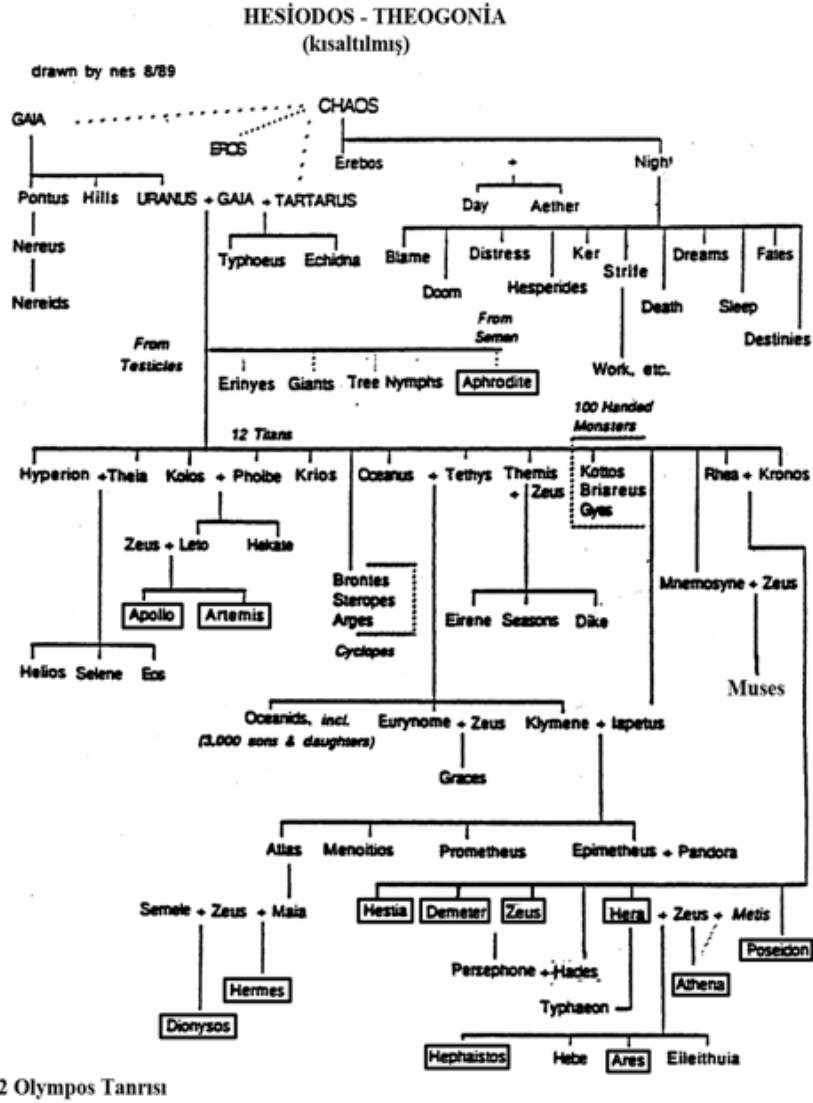 HESİODOS - THEOGONİA
(kısaltılmış)
drawn by nes 8/89
GAIA
CHAOS
EROS
Erebos + Night
Pontus Hills URANUS + GAIA + TARTARUS
Day Aether
Nereus
Typhoeus Echidna
Blame Distress Ker Dreams Fates
Strife
Doom Hesperides Death Sleep
Nereids
Destinies
From
Testicles
From
Semen
Work, etc.
Erinyes Giants Tree Nymphs Aphrodite
12 Titans
100 Handed
Monsters
Hyperion + Theia Koios + Phoibe Krios Oceanus + Tethys Themis
+ Zeus
Kottos
Briareus
Gyes
Rhea + Kronos
Zeus + Leto Hekate
Brontes
Steropes
Arges
Cyclopes
Mnemosyne + Zeus
Apollo Artemis
Eirene Seasons Dike
Helios Selene Eos
Muses
Oceanids, incl. Eurynome + Zeus Klymene + Iapetus
(3,000 sons & daughters)
Graces
Atlas Menoitios Prometheus Epimetheus + Pandora
Semele + Zeus + Maia
Hestia Demeter Zeus Hera + Zeus + Metis
Poseidon
Persephone + Hades
Athena
Hermes
Typhaeon
Dionysos
Hephaistos Hebe Ares Eileithuia
2 Olympos Tanrısı